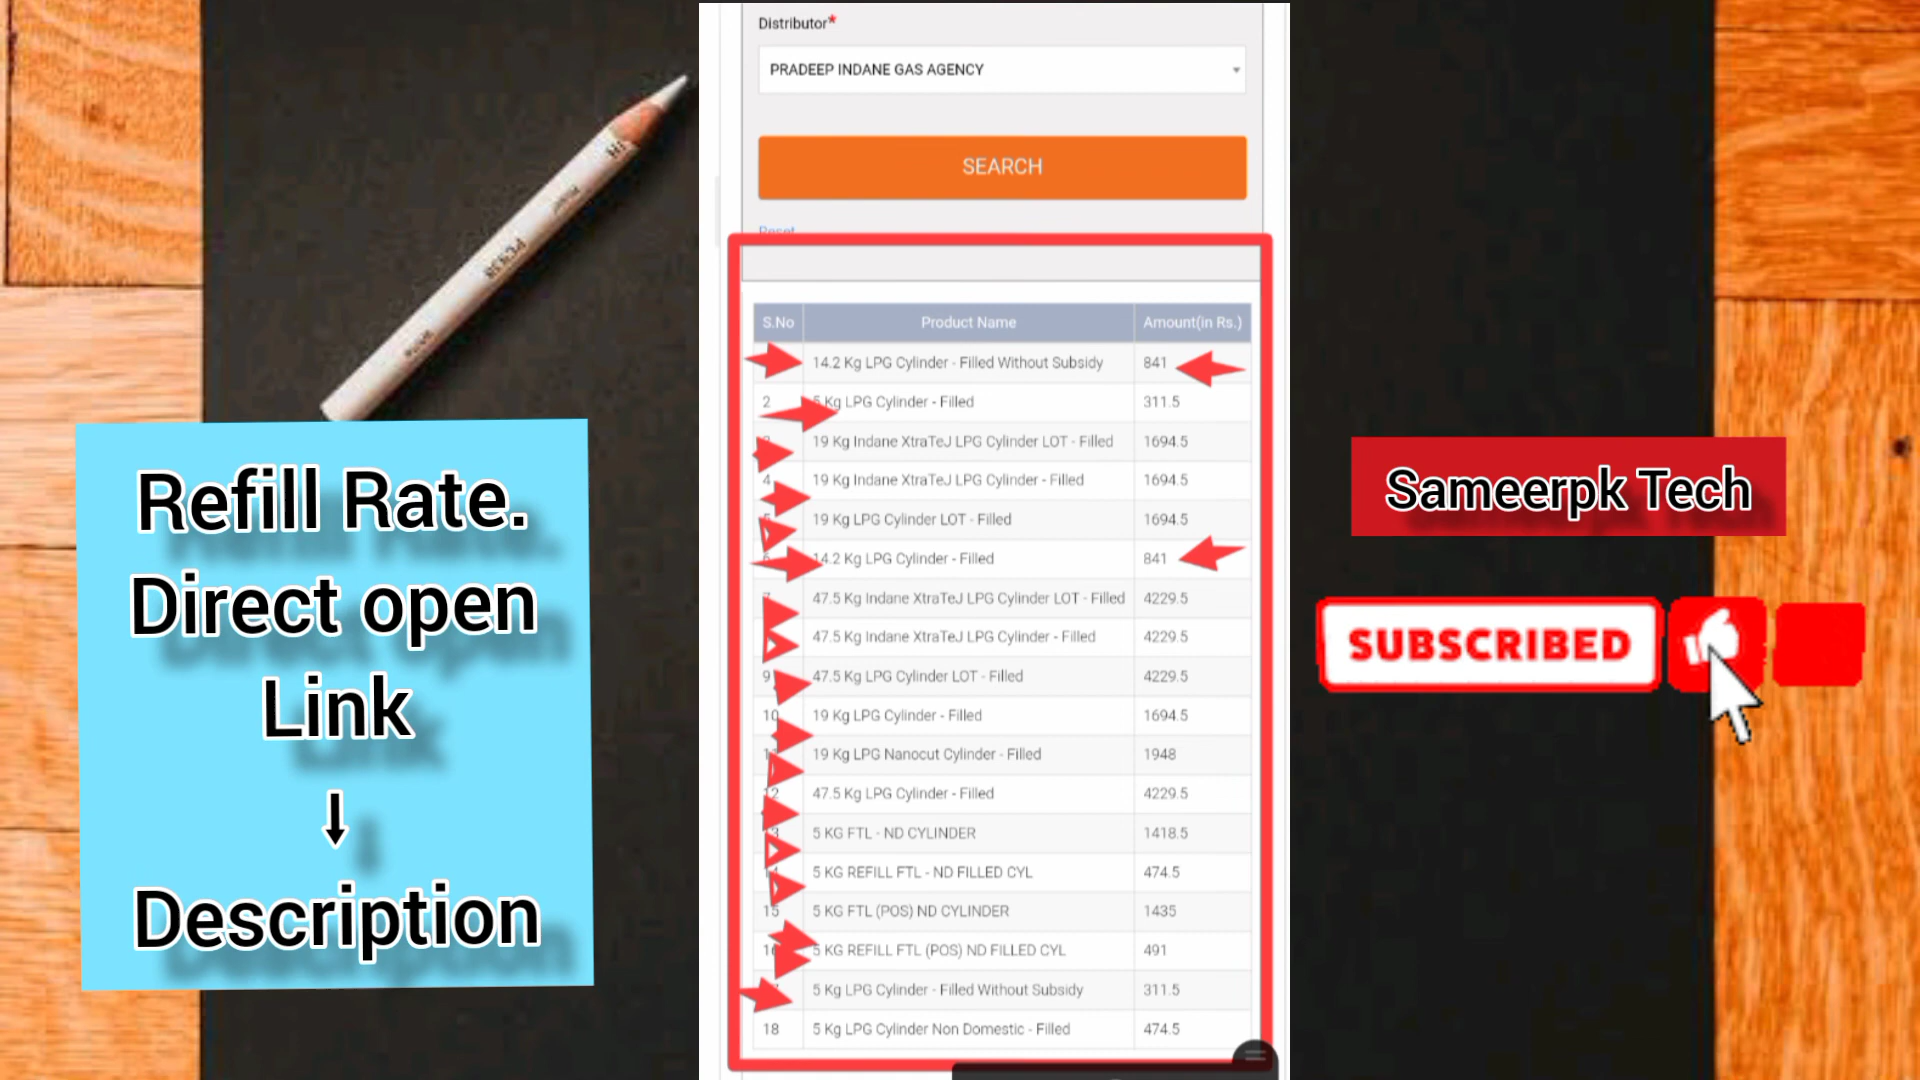 Distributor*
PRADEEP INDANE GAS AGENCY
SEARCH
Reset
S.No Product Name Amount(in Rs.)
14.2 Kg LPG Cylinder - Filled Without Subsidy 841
2 5 Kg LPG Cylinder - Filled 311.5
19 Kg Indane XtraTeJ LPG Cylinder LOT - Filled 1694.5
4 19 Kg Indane XtraTeJ LPG Cylinder - Filled 1694.5
19 Kg LPG Cylinder LOT - Filled 1694.5
14.2 Kg LPG Cylinder - Filled 841
47.5 Kg Indane XtraTeJ LPG Cylinder LOT - Filled 4229.5
47.5 Kg Indane XtraTeJ LPG Cylinder - Filled 4229.5
9 47.5 Kg LPG Cylinder LOT - Filled 4229.5
10 19 Kg LPG Cylinder - Filled 1694.5
19 Kg LPG Nanocut Cylinder - Filled 1948
12 47.5 Kg LPG Cylinder - Filled 4229.5
13 5 KG FTL - ND CYLINDER 1418.5
14 5 KG REFILL FTL - ND FILLED CYL 474.5
15 5 KG FTL (POS) ND CYLINDER 1435
16 5 KG REFILL FTL (POS) ND FILLED CYL 491
5 Kg LPG Cylinder - Filled Without Subsidy 311.5
18 5 Kg LPG Cylinder Non Domestic - Filled 474.5
Refill Rate.
Direct open
Link
↓
Description
Sameerpk Tech
SUBSCRIBED